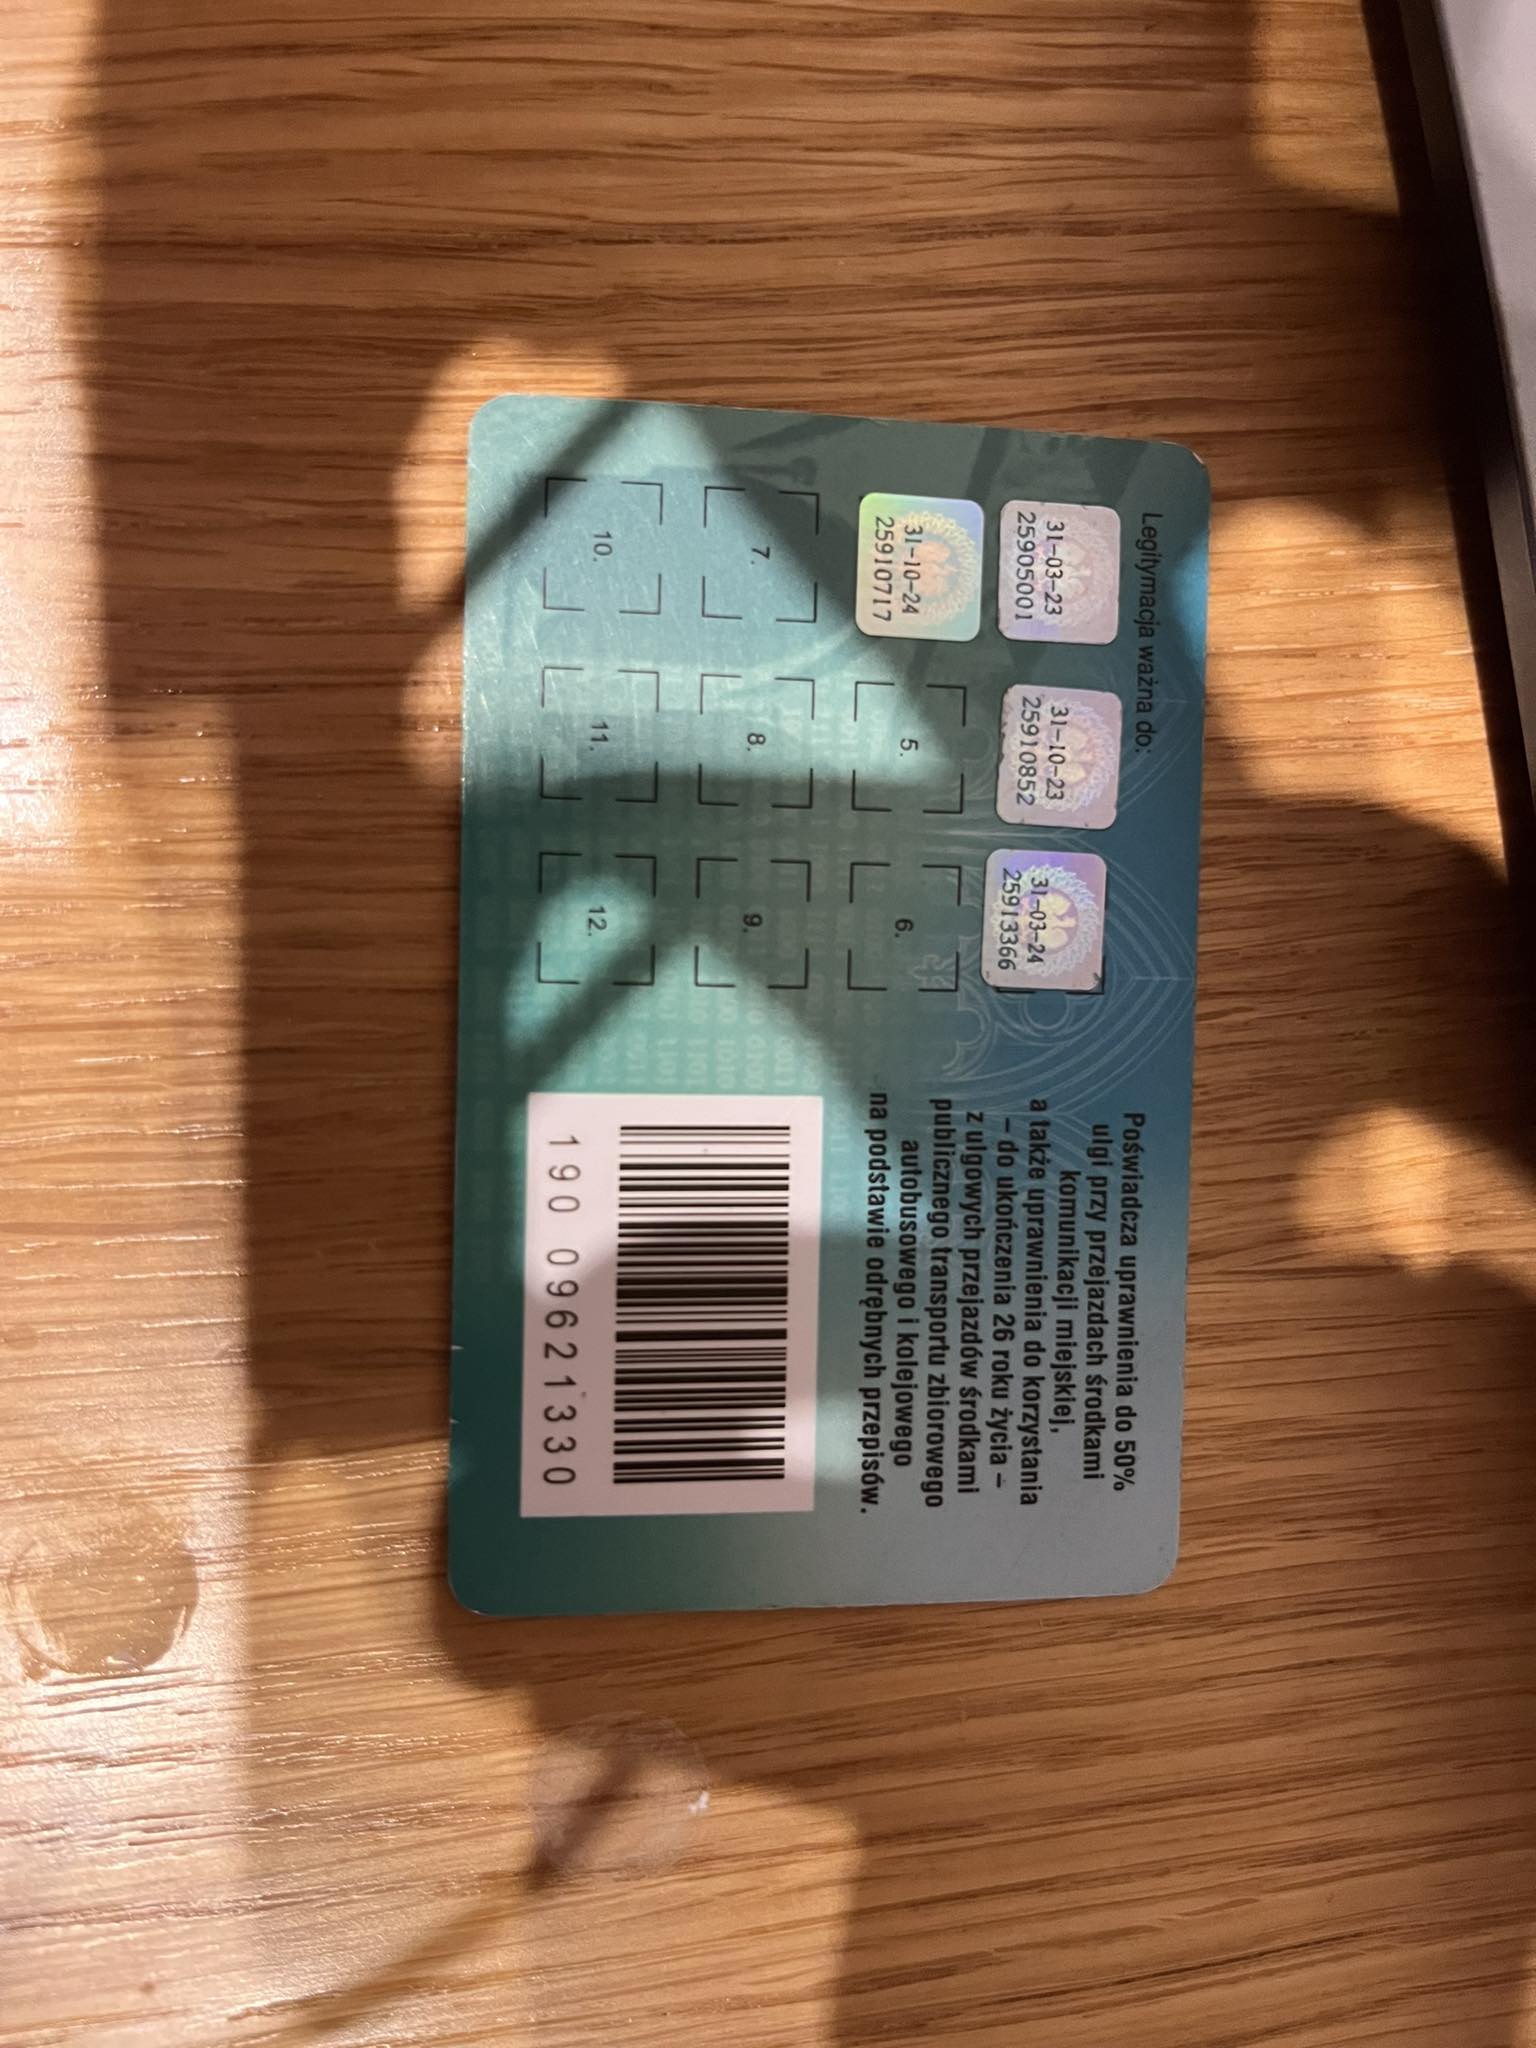 Legitymacja ważna do:
31-03-23
25905001
31-10-23
25910852
31-03-24
25913366
31-10-24
25910717
5.
6.
7.
8.
9.
10.
11.
12.
Poświadcza uprawnienia do 50%
ulgi przy przejazdach środkami
komunikacji miejskiej,
a także uprawnienia do korzystania
– do ukończenia 26 roku życia –
z ulgowych przejazdów środkami
publicznego transportu zbiorowego
autobusowego i kolejowego
na podstawie odrębnych przepisów.
190 09621330